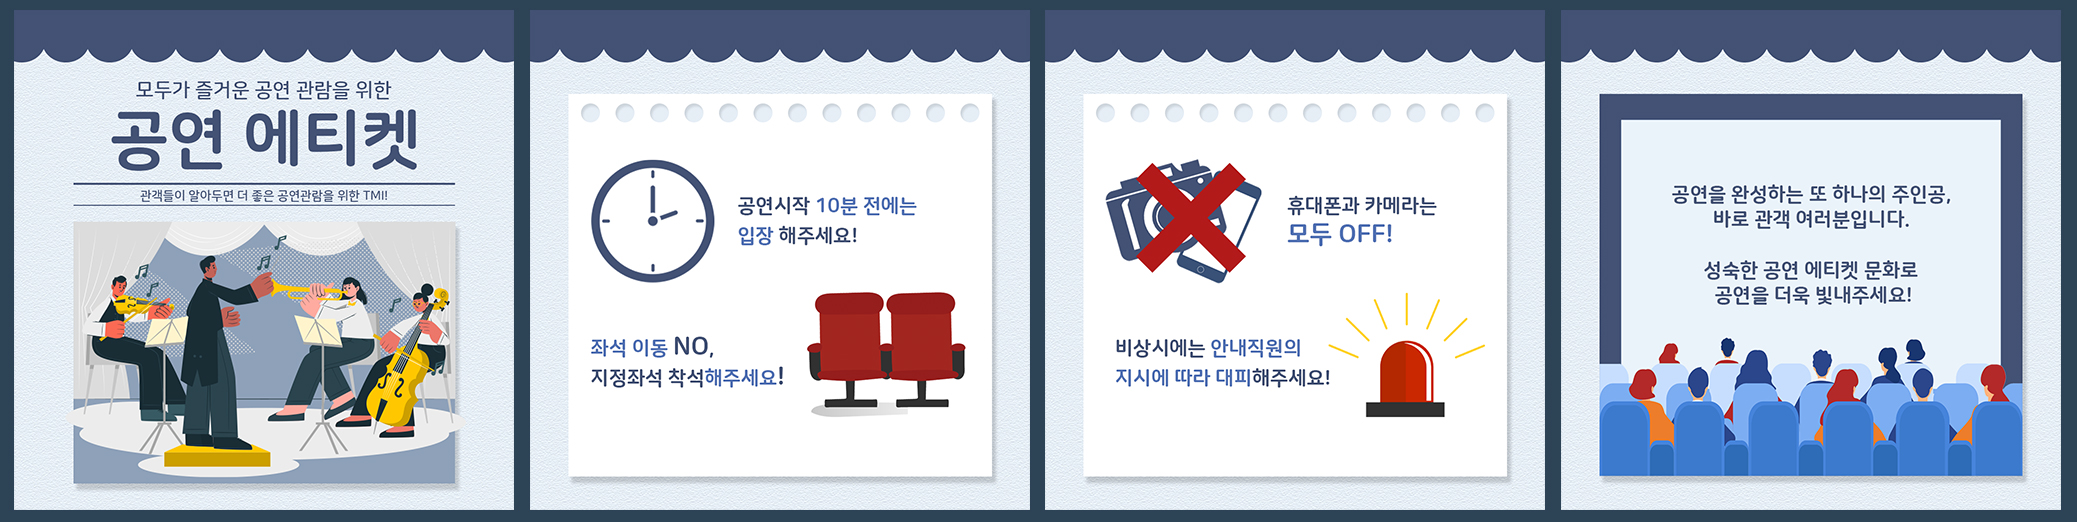 모두가 즐거운 공연 관람을 위한
공연 에티켓
관객들이 알아두면 더 좋은 공연관람을 위한 TMI!
공연시작 10분 전에는
입장 해주세요!
좌석 이동 NO,
지정좌석 착석해주세요!
휴대폰과 카메라는
모두 OFF!
비상시에는 안내직원의
지시에 따라 대피해주세요!
공연을 완성하는 또 하나의 주인공,
바로 관객 여러분입니다.
성숙한 공연 에티켓 문화로
공연을 더욱 빛내주세요!